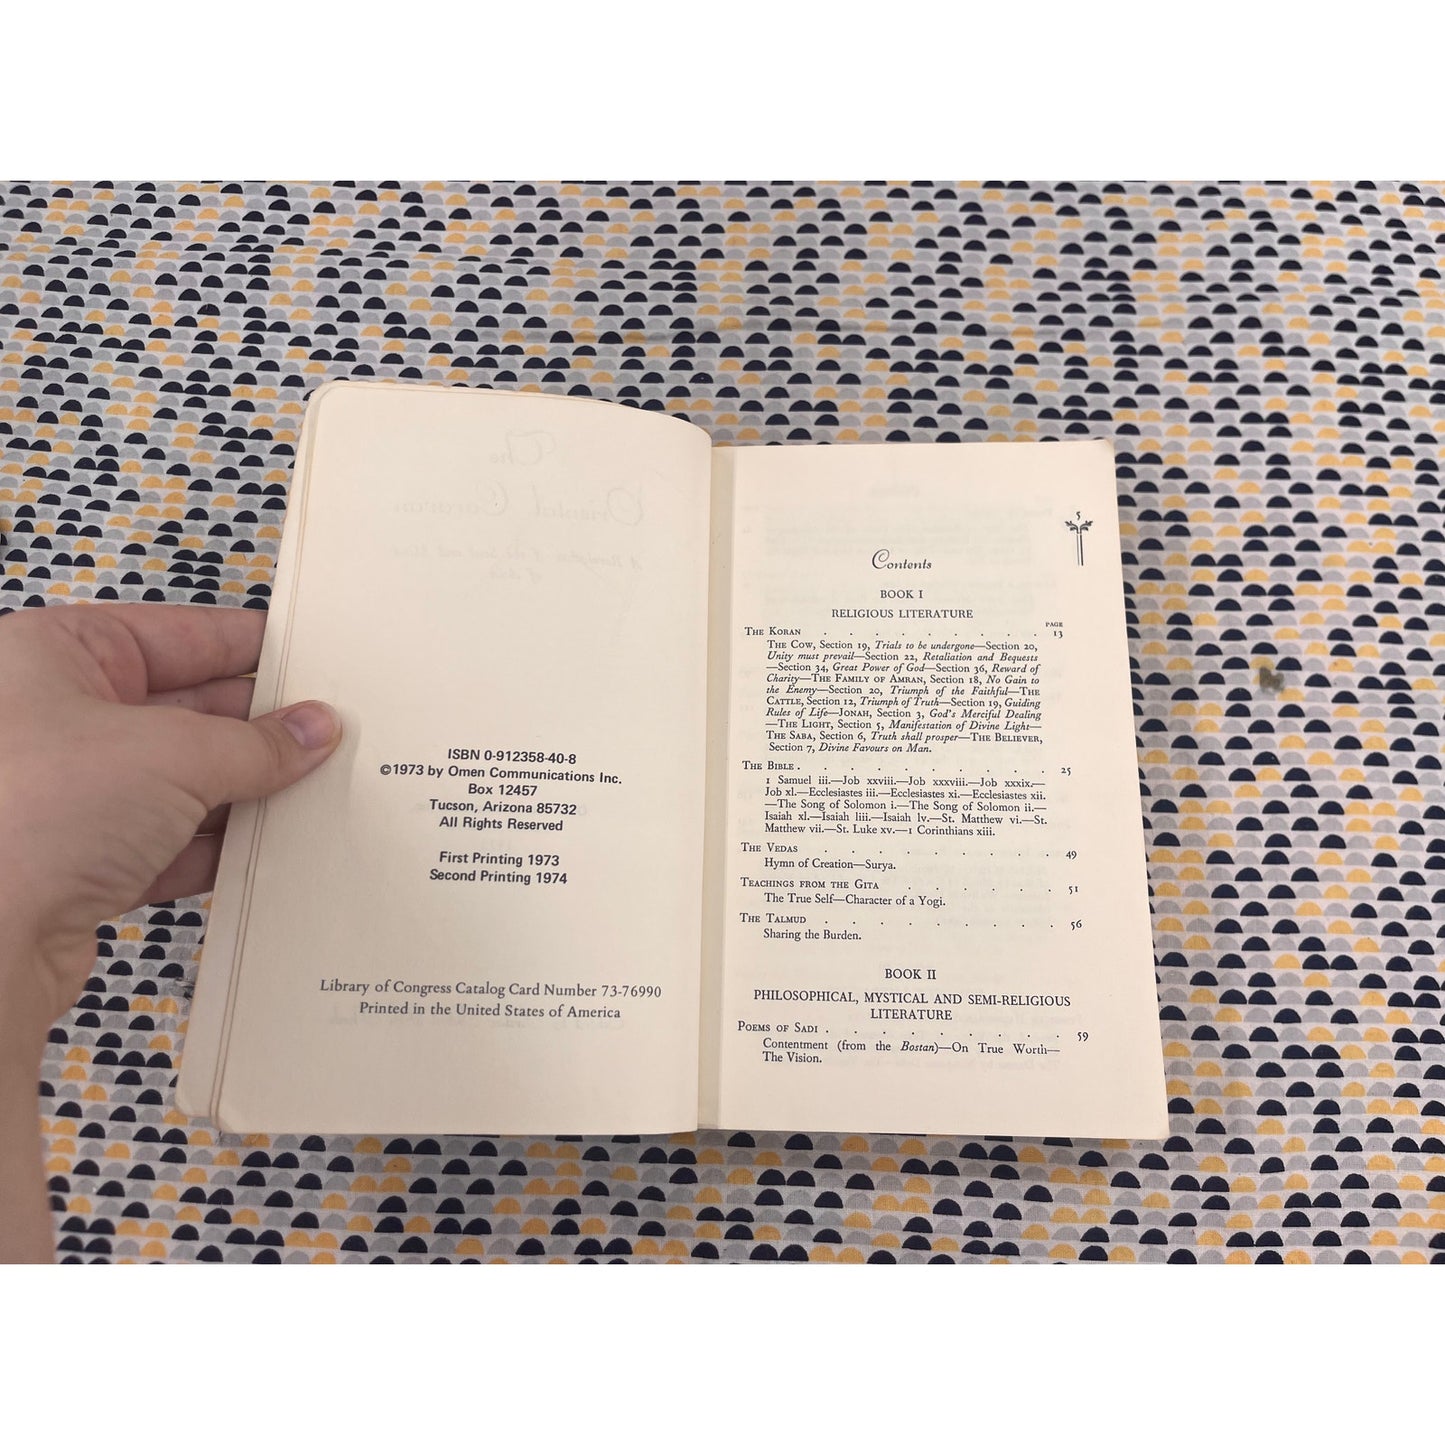 ISBN 0-912358-40-8
©1973 by Omen Communications Inc.
Box 12457
Tucson, Arizona 85732
All Rights Reserved
First Printing 1973
Second Printing 1974
Library of Congress Catalog Card Number 73-76990
Printed in the United States of America
5
Contents
BOOK I
RELIGIOUS LITERATURE
PAGE
THE KORAN . . . . . . . . . 13
THE COW, Section 19, Trials to be undergone—Section 20,
Unity must prevail—Section 22, Retaliation and Bequests
—Section 34, Great Power of God—Section 36, Reward of
Charity—THE FAMILY OF AMRAN, Section 18, No Gain to
the Enemy—Section 20, Triumph of the Faithful—THE
CATTLE, Section 12, Triumph of Truth—Section 19, Guiding
Rules of Life—JONAH, Section 3, God's Merciful Dealing
—THE LIGHT, Section 5, Manifestation of Divine Light—
THE SABA, Section 6, Truth shall prosper—THE BELIEVER,
Section 7, Divine Favours on Man.
THE BIBLE . . . . . . . . . . 25
1 Samuel iii.—Job xxviii.—Job xxxviii.—Job xxxix.—
Job xl.—Ecclesiastes iii.—Ecclesiastes xi.—Ecclesiastes xii.
—The Song of Solomon i.—The Song of Solomon ii.—
Isaiah xl.—Isaiah liii.—Isaiah lv.—St. Matthew vi.—St.
Matthew vii.—St. Luke xv.—1 Corinthians xiii.
THE VEDAS . . . . . . . . . 49
Hymn of Creation—Surya.
TEACHINGS FROM THE GITA . . . . . . 51
The True Self—Character of a Yogi.
THE TALMUD . . . . . . . . . 56
Sharing the Burden.
BOOK II
PHILOSOPHICAL, MYSTICAL AND SEMI-RELIGIOUS
LITERATURE
POEMS OF SADI . . . . . . . . . 59
Contentment (from the Bostan)—On True Worth—
The Vision.